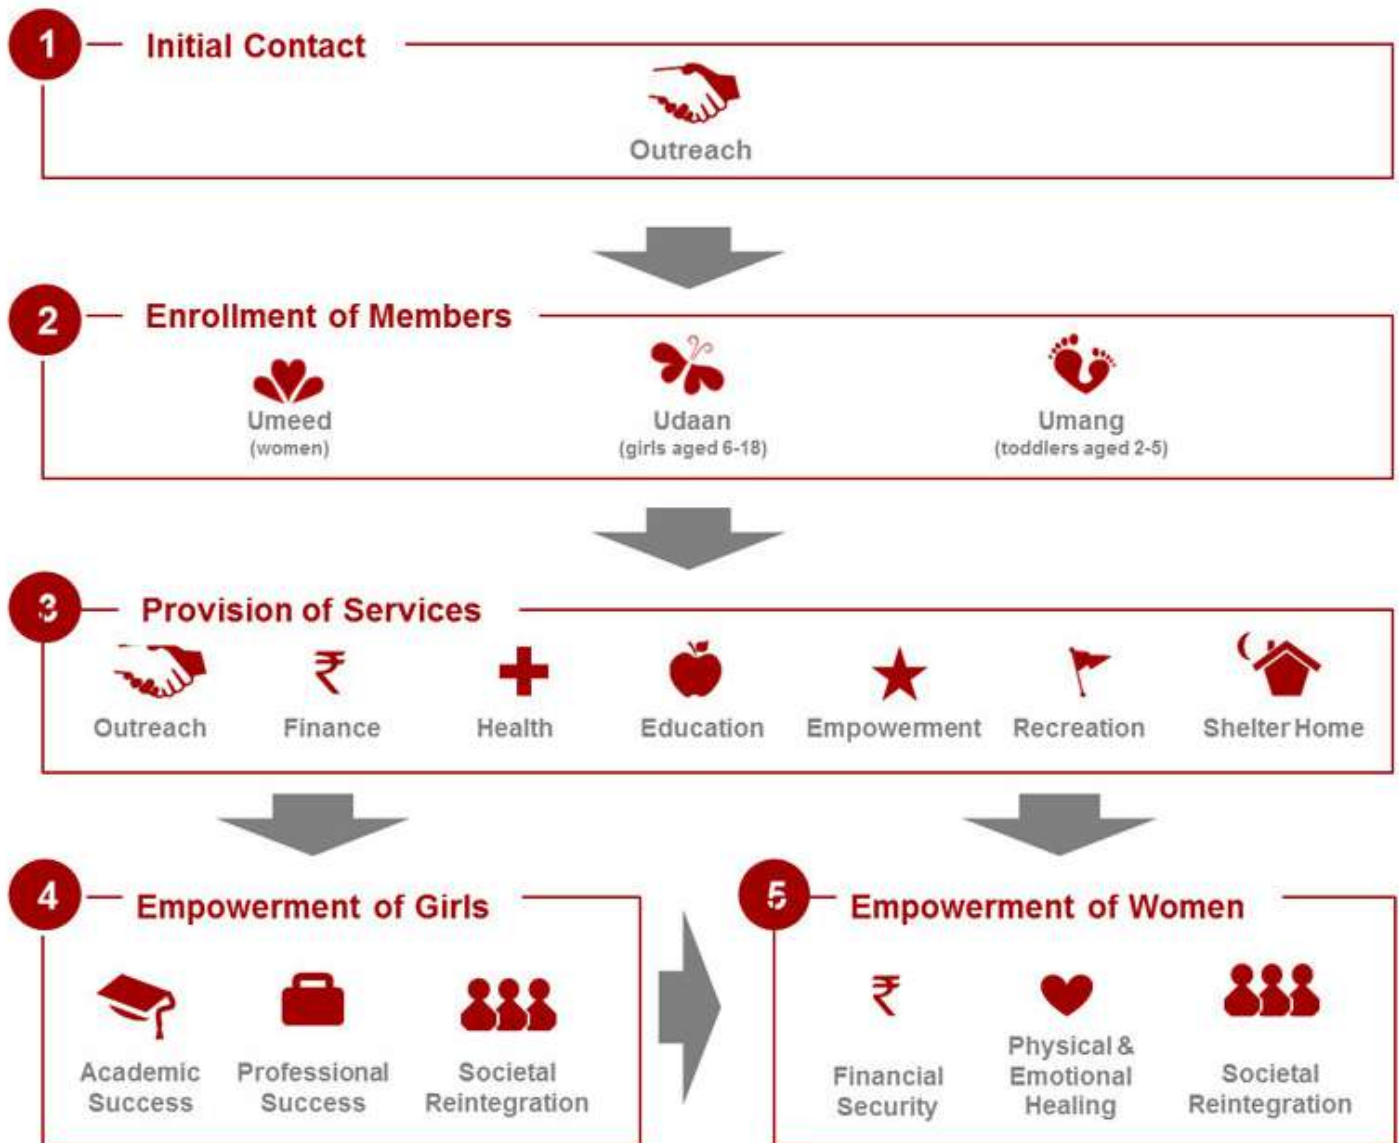 1 Initial Contact
Outreach
2 Enrollment of Members
Umeed Udaan Umang
(women) (girls aged 6-18) (toddlers aged 2-5)
3 Provision of Services
₹
Outreach Finance Health Education Empowerment Recreation Shelter Home
4 Empowerment of Girls
Academic Professional Societal
Success Success Reintegration
5 Empowerment of Women
₹
Financial Physical & Societal
Security Emotional Reintegration
Healing